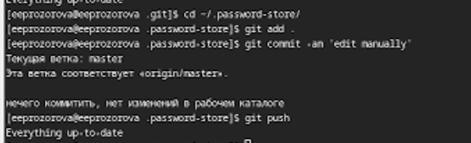 Everything up-to-date
[eeprozorova@eeprozorova .git]$ cd ~/.password-store/
[eeprozorova@eeprozorova .password-store]$ git add .
[eeprozorova@eeprozorova .password-store]$ git commit -am 'edit manually'
Текущая ветка: master
Эта ветка соответствует «origin/master».
нечего коммитить, нет изменений в рабочем каталоге
[eeprozorova@eeprozorova .password-store]$ git push
Everything up-to-date